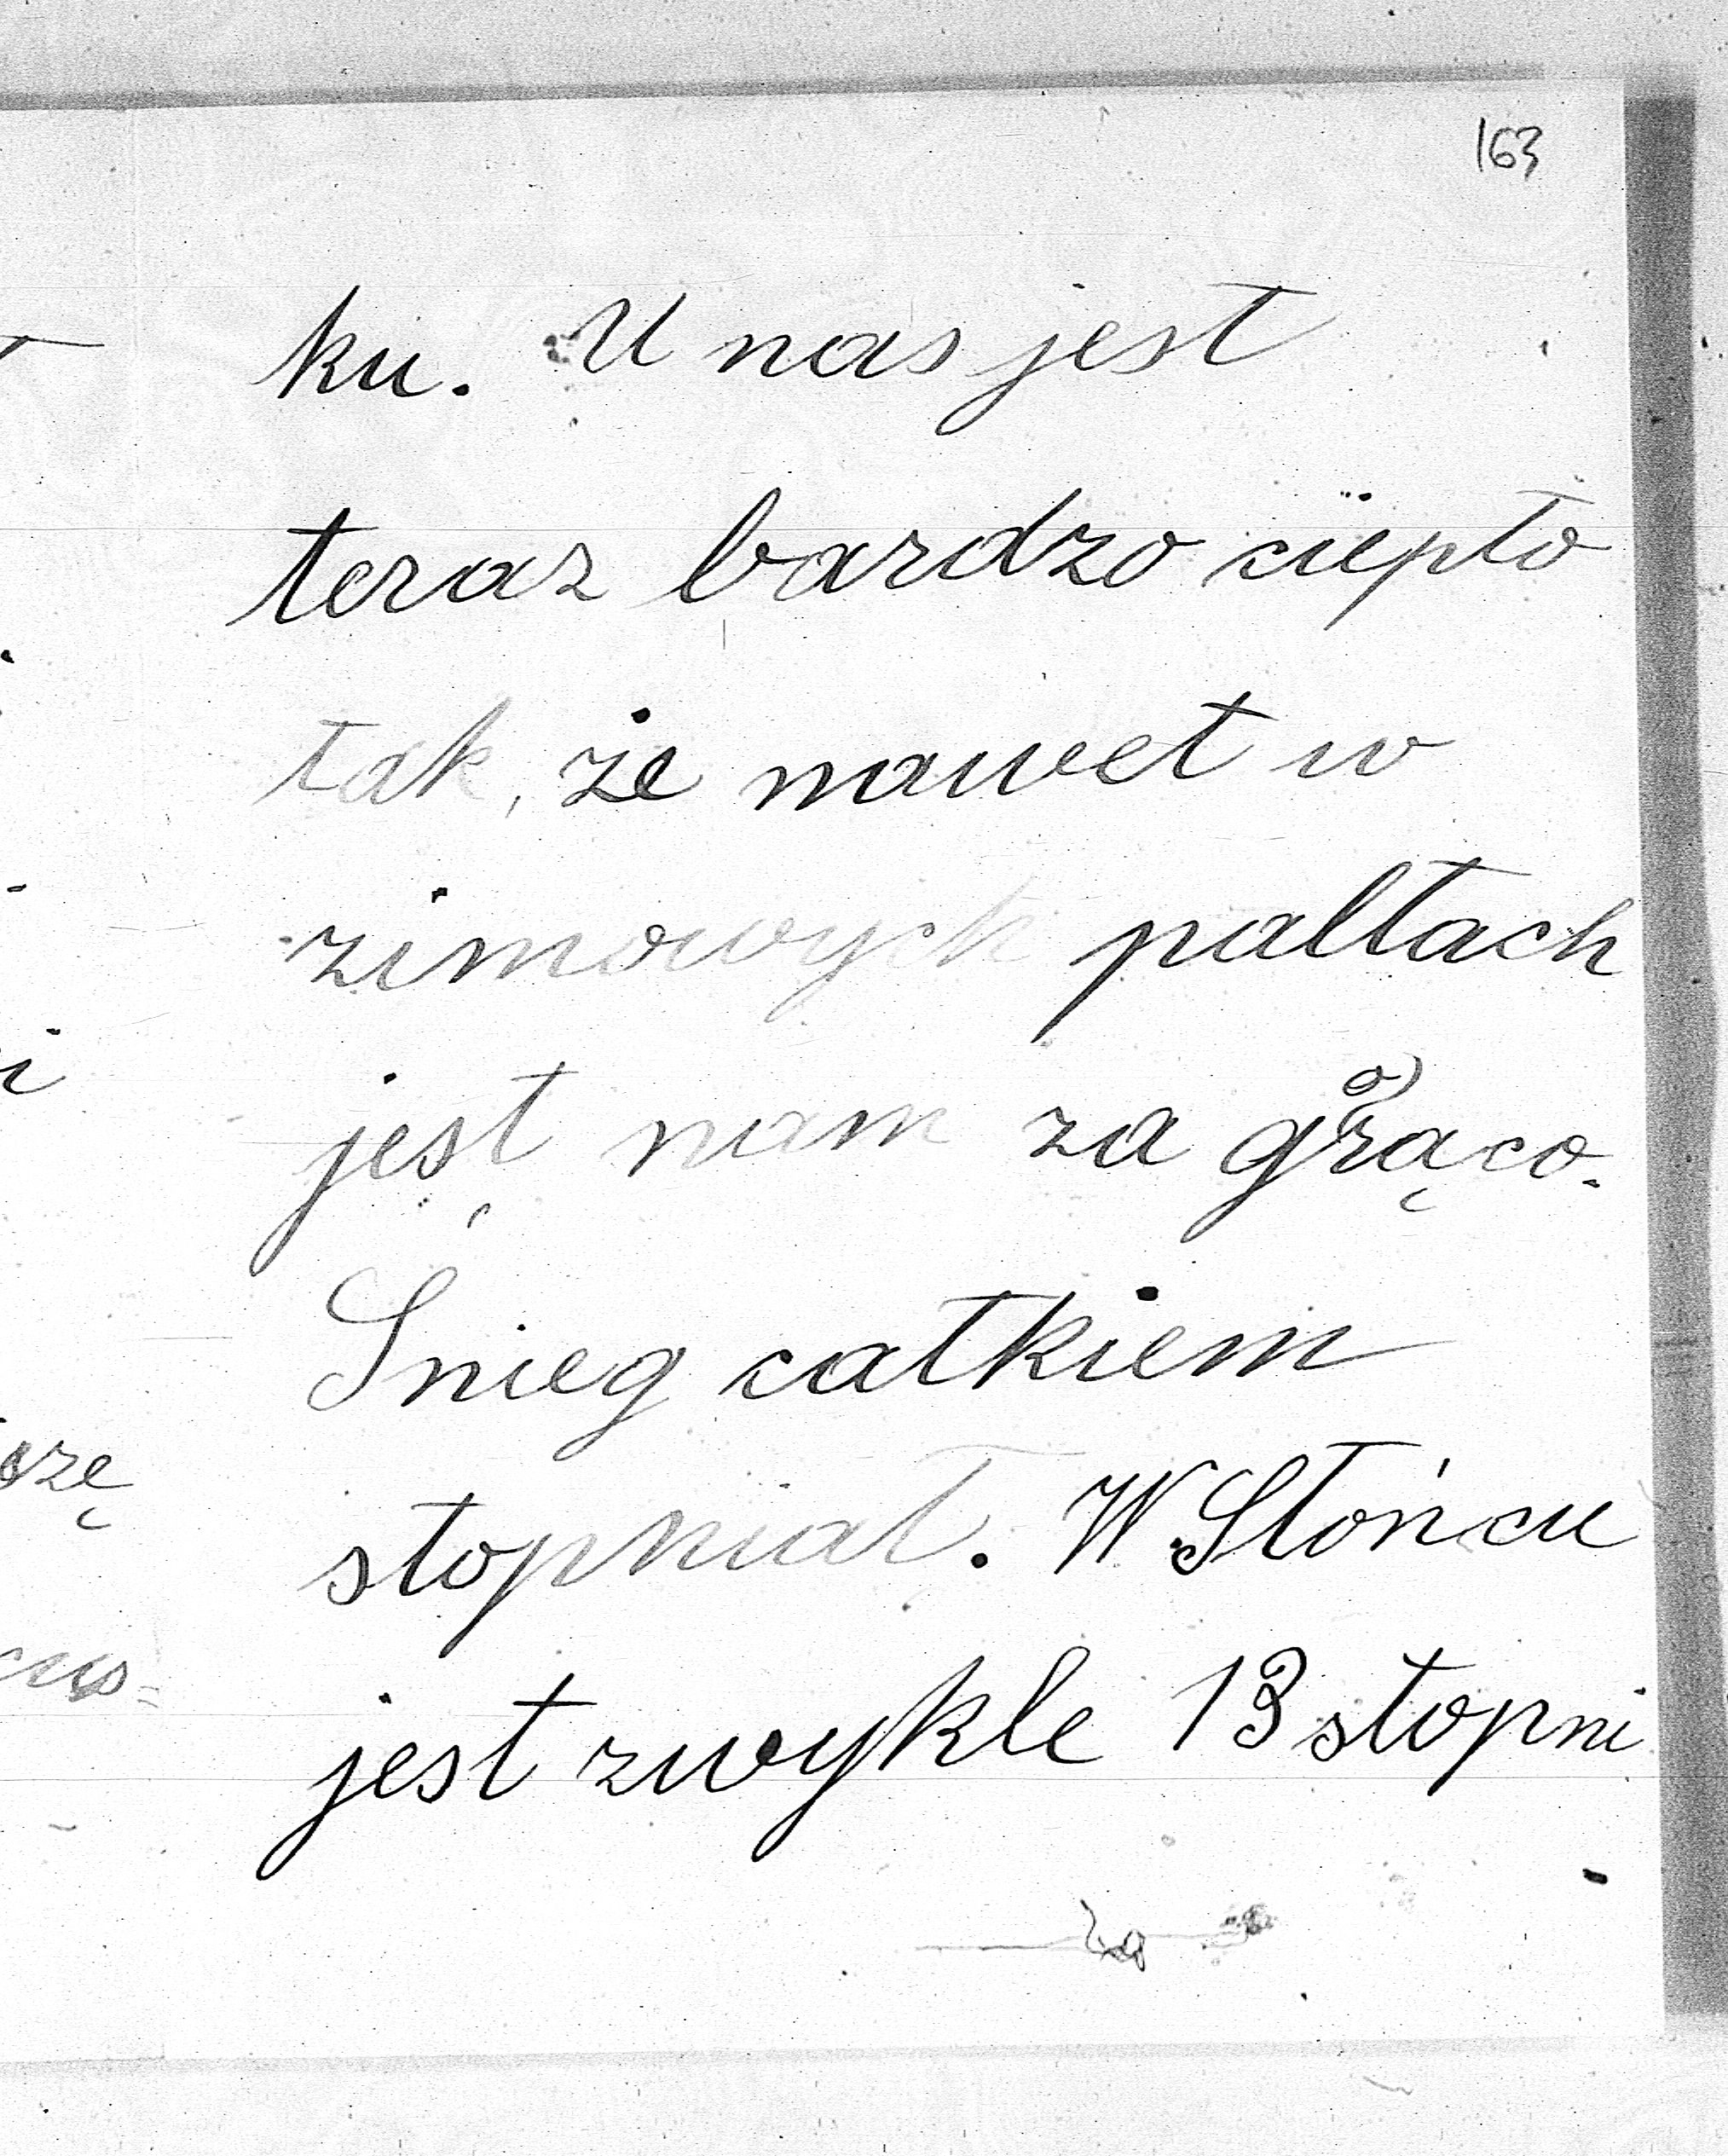 163
ku. U nas jest
teraz bardzo ciepło
tak, że nawet w
zimowych paltach
jest nam za gorąco.
Śnieg całkiem
stopniał. W Słońcu
jest zwykle 13 stopni